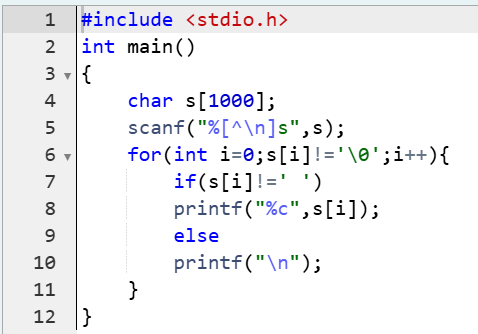 1 #include <stdio.h>
2 int main()
3 {
4     char s[1000];
5     scanf("%[^\n]s",s);
6     for(int i=0;s[i]!='\0';i++){
7         if(s[i]!=' ')
8         printf("%c",s[i]);
9         else
10         printf("\n");
11     }
12 }